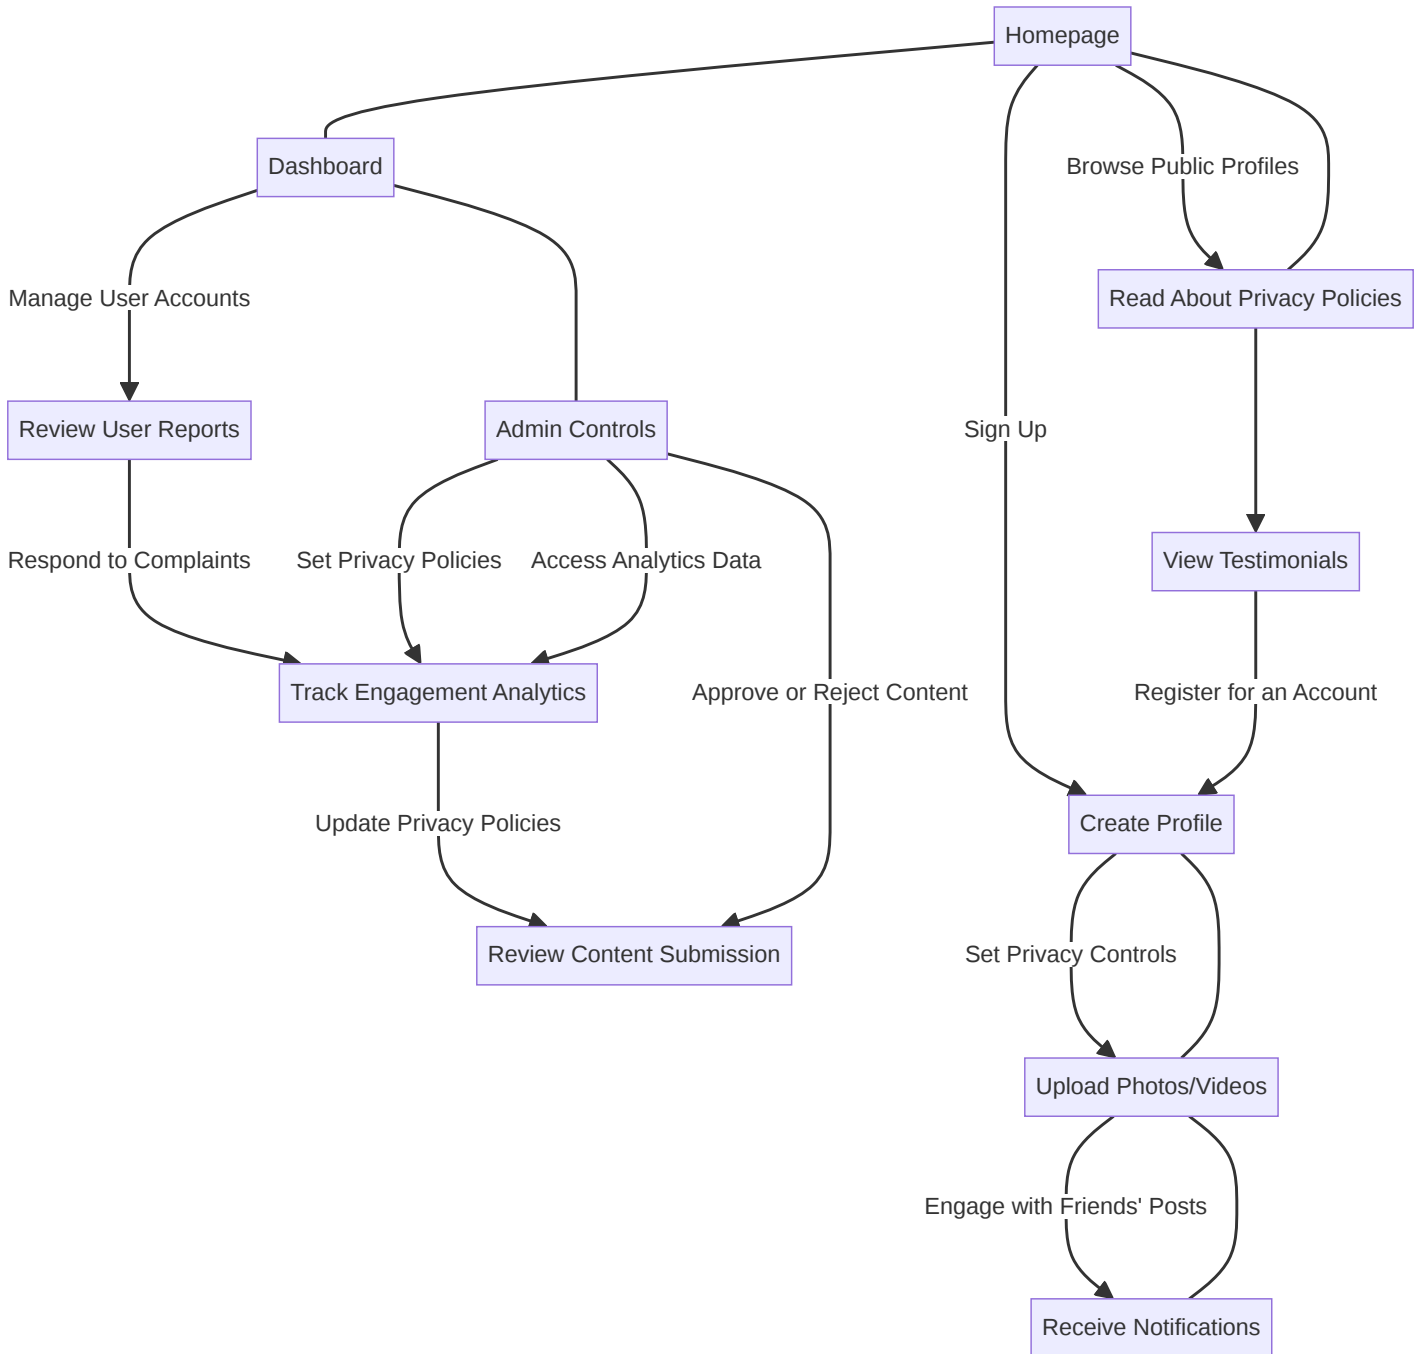 Homepage
Dashboard
Browse Public Profiles
Manage User Accounts
Read About Privacy Policies
Review User Reports
Admin Controls
Sign Up
Respond to Complaints
Set Privacy Policies
Access Analytics Data
View Testimonials
Track Engagement Analytics
Approve or Reject Content
Register for an Account
Update Privacy Policies
Create Profile
Review Content Submission
Set Privacy Controls
Upload Photos/Videos
Engage with Friends' Posts
Receive Notifications